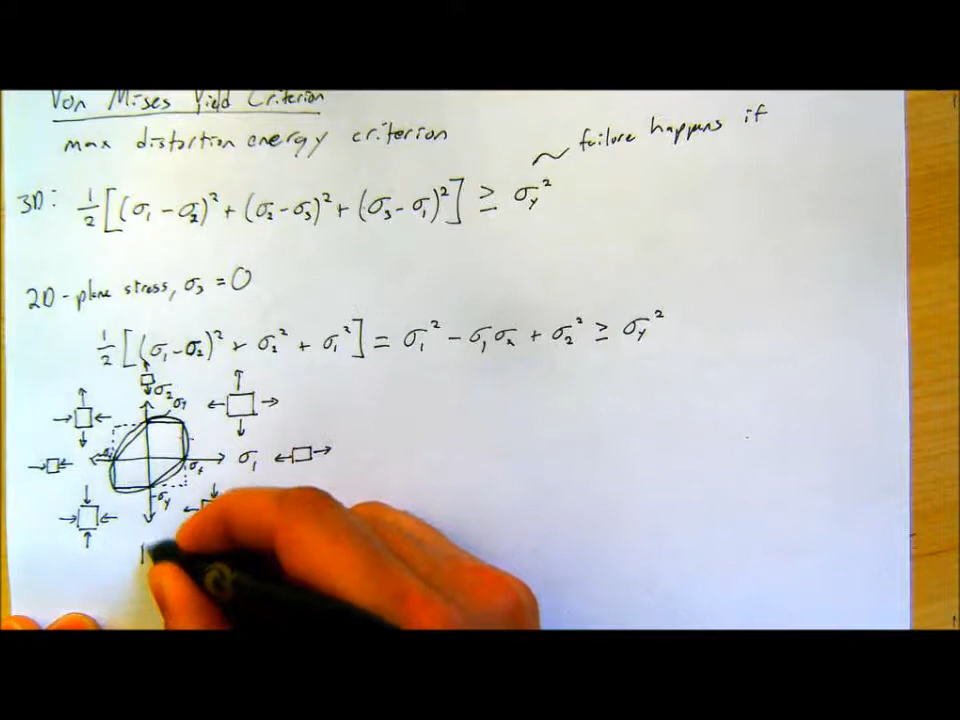 Von Mises Yield Criterion
max distortion energy criterion
~ failure happens if
3D: 1/2[(σ₁ - σ₂)² + (σ₂ - σ₃)² + (σ₃ - σ₁)²] ≥ σy²
2D - plane stress, σ₃ = 0
1/2[(σ₁ - σ₂)² + σ₂² + σ₁²] = σ₁² - σ₁σ₂ + σ₂² ≥ σy²
σ₂
σy
σ₁
σy
σy